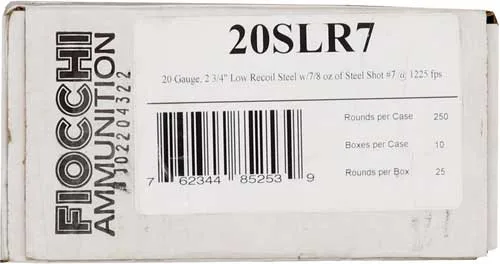 20SLR7
20 Gauge, 2 3/4" Low Recoil Steel w/7/8 oz of Steel Shot #7 @ 1225 fps
Rounds per Case 250
Boxes per Case 10
Rounds per Box 25
7 62344 85253 9
FIOCCHI
AMMUNITION